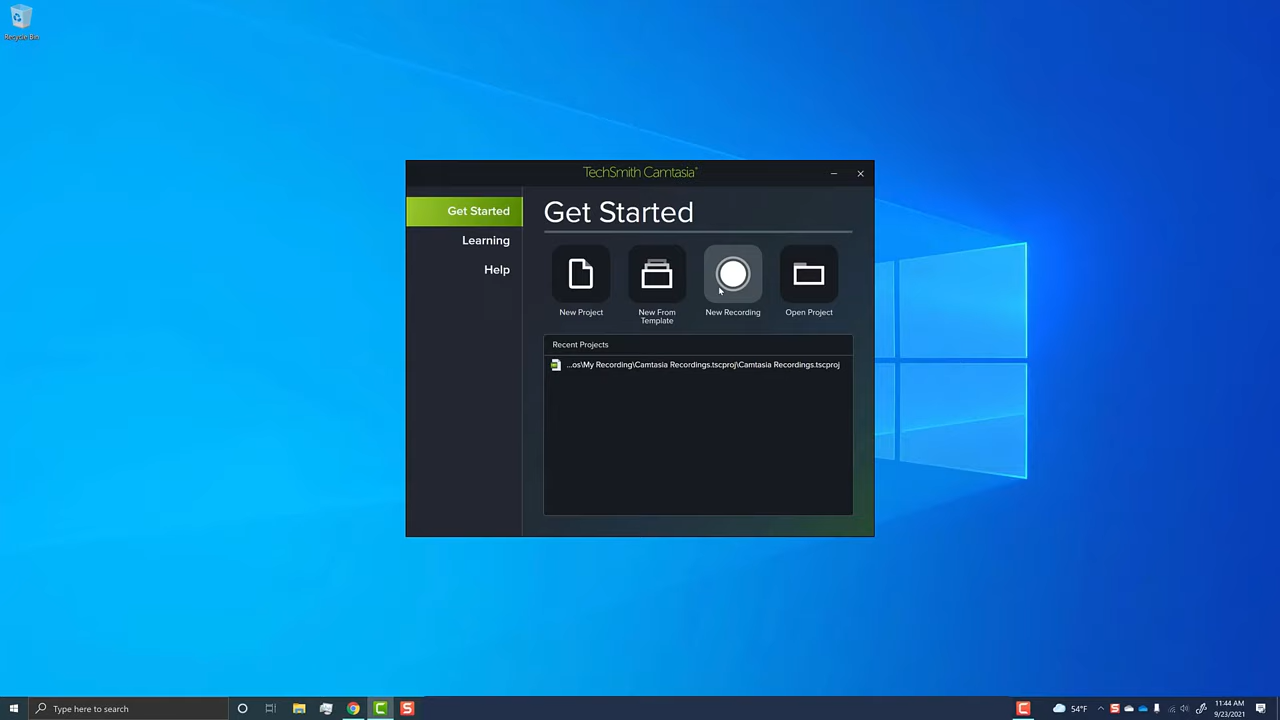 Recycle Bin
TechSmith Camtasia
Get Started
Learning
Help
Get Started
New Project
New From
Template
New Recording
Open Project
Recent Projects
...os\My Recording\Camtasia Recordings.tscproj\Camtasia Recordings.tscproj
Type here to search
C
S
C
54°F
S
11:44 AM
9/23/2021